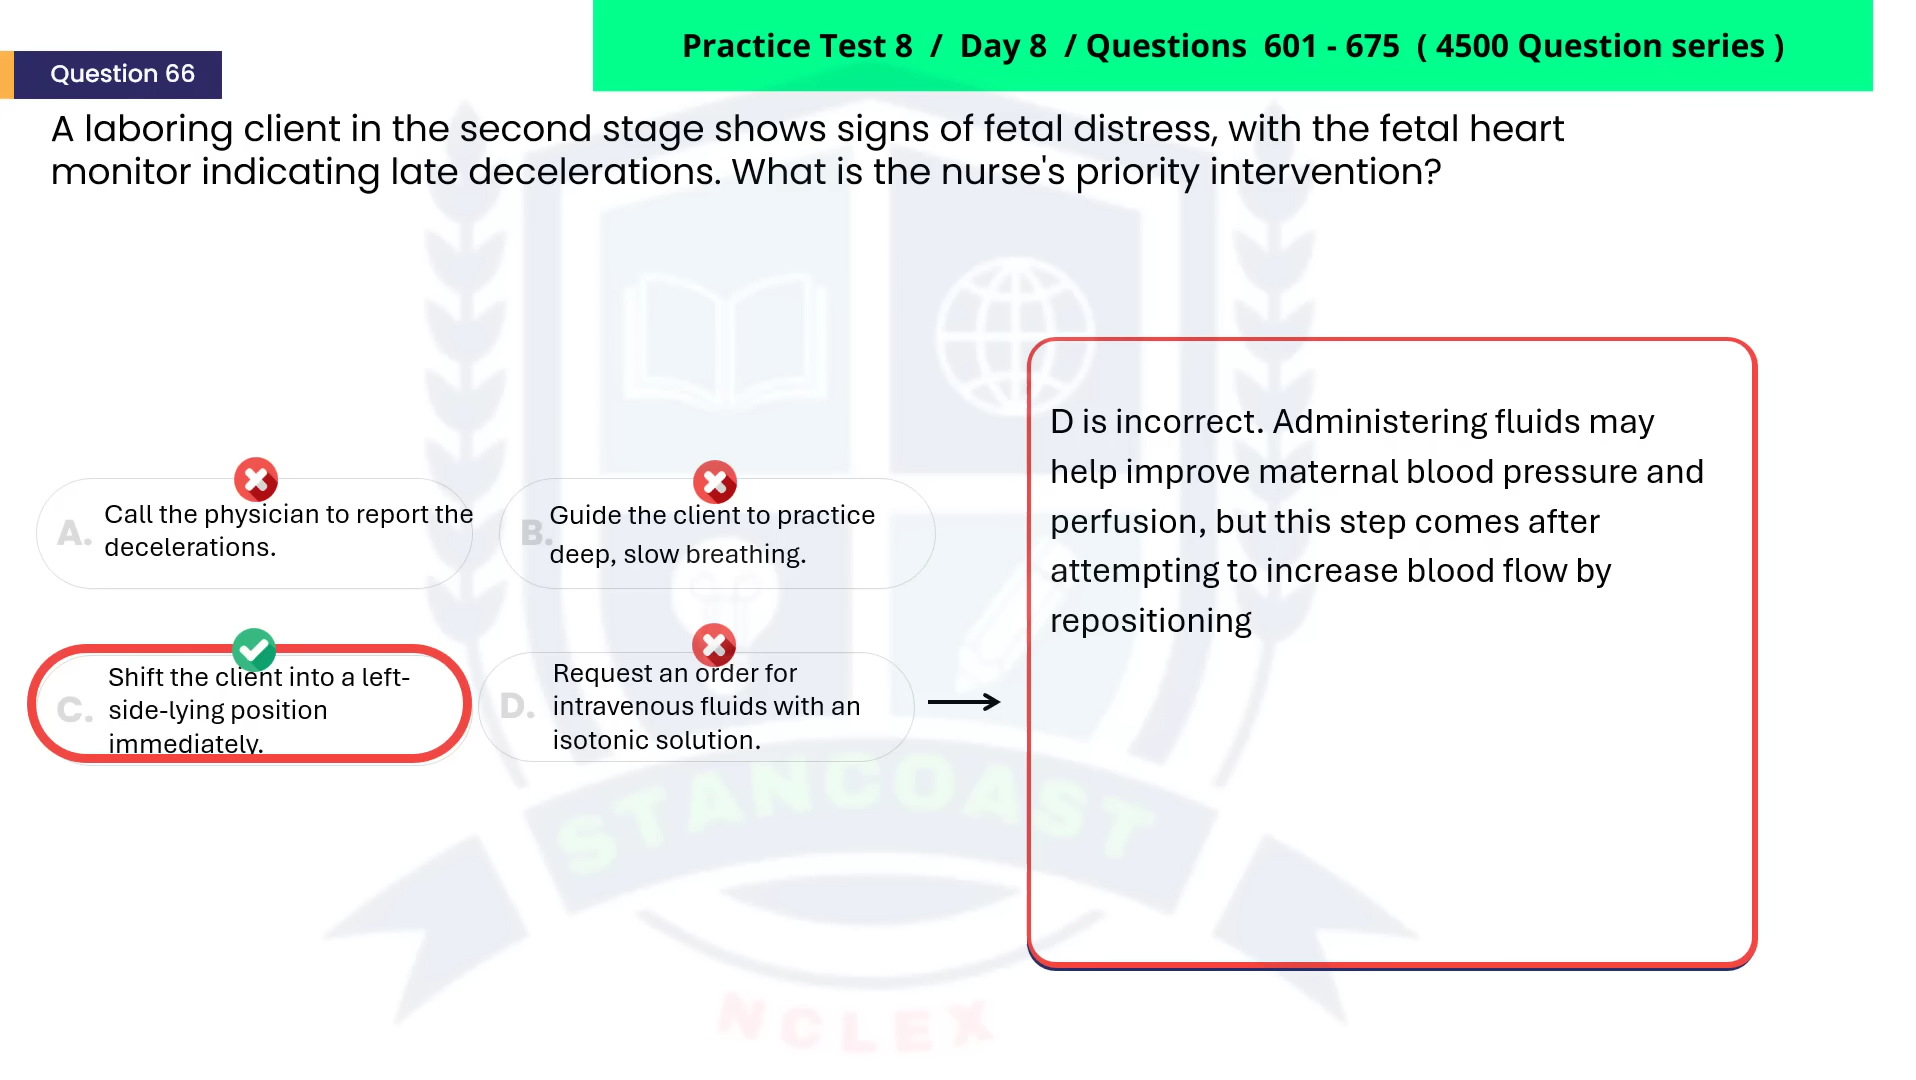 Practice Test 8 / Day 8 / Questions 601 - 675 ( 4500 Question series )
Question 66
A laboring client in the second stage shows signs of fetal distress, with the fetal heart
monitor indicating late decelerations. What is the nurse's priority intervention?
A. Call the physician to report the
decelerations.
B. Guide the client to practice
deep, slow breathing.
C. Shift the client into a left-
side-lying position
immediately.
D. Request an order for
intravenous fluids with an
isotonic solution.
D is incorrect. Administering fluids may
help improve maternal blood pressure and
perfusion, but this step comes after
attempting to increase blood flow by
repositioning
STANCOAST
NCLEX